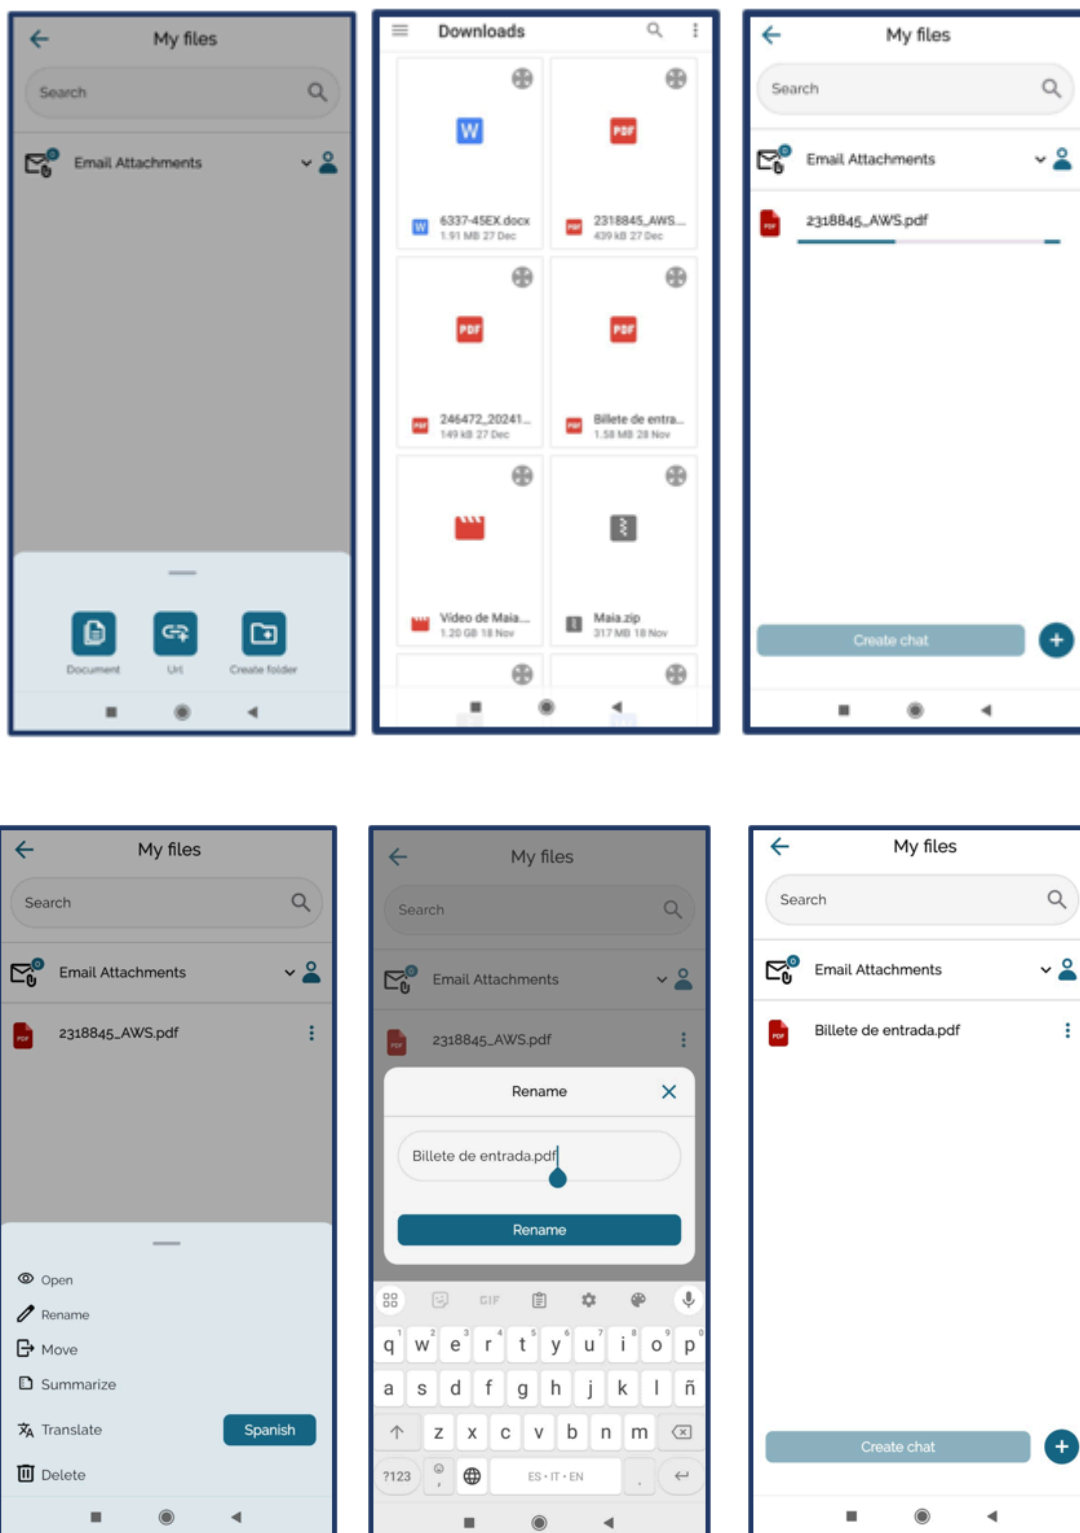 My files
Search
Email Attachments
Document Url Create folder
Downloads
6337-45EX.docx
1.91 MB 27 Dec
2318845_AWS....
439 kB 27 Dec
246472_20241...
149 kB 27 Dec
Billete de entra...
1.58 MB 28 Nov
Vídeo de Maia....
1.20 GB 18 Nov
Maia.zip
317 MB 18 Nov
My files
Search
Email Attachments
2318845_AWS.pdf
Create chat
My files
Search
Email Attachments
2318845_AWS.pdf
Open
Rename
Move
Summarize
Translate Spanish
Delete
My files
Search
Email Attachments
2318845_AWS.pdf
Rename
Billete de entrada.pdf
Rename
GIF
q w e r t y u i o p
a s d f g h j k l ñ
z x c v b n m
?123 , ES • IT • EN .
My files
Search
Email Attachments
Billete de entrada.pdf
Create chat